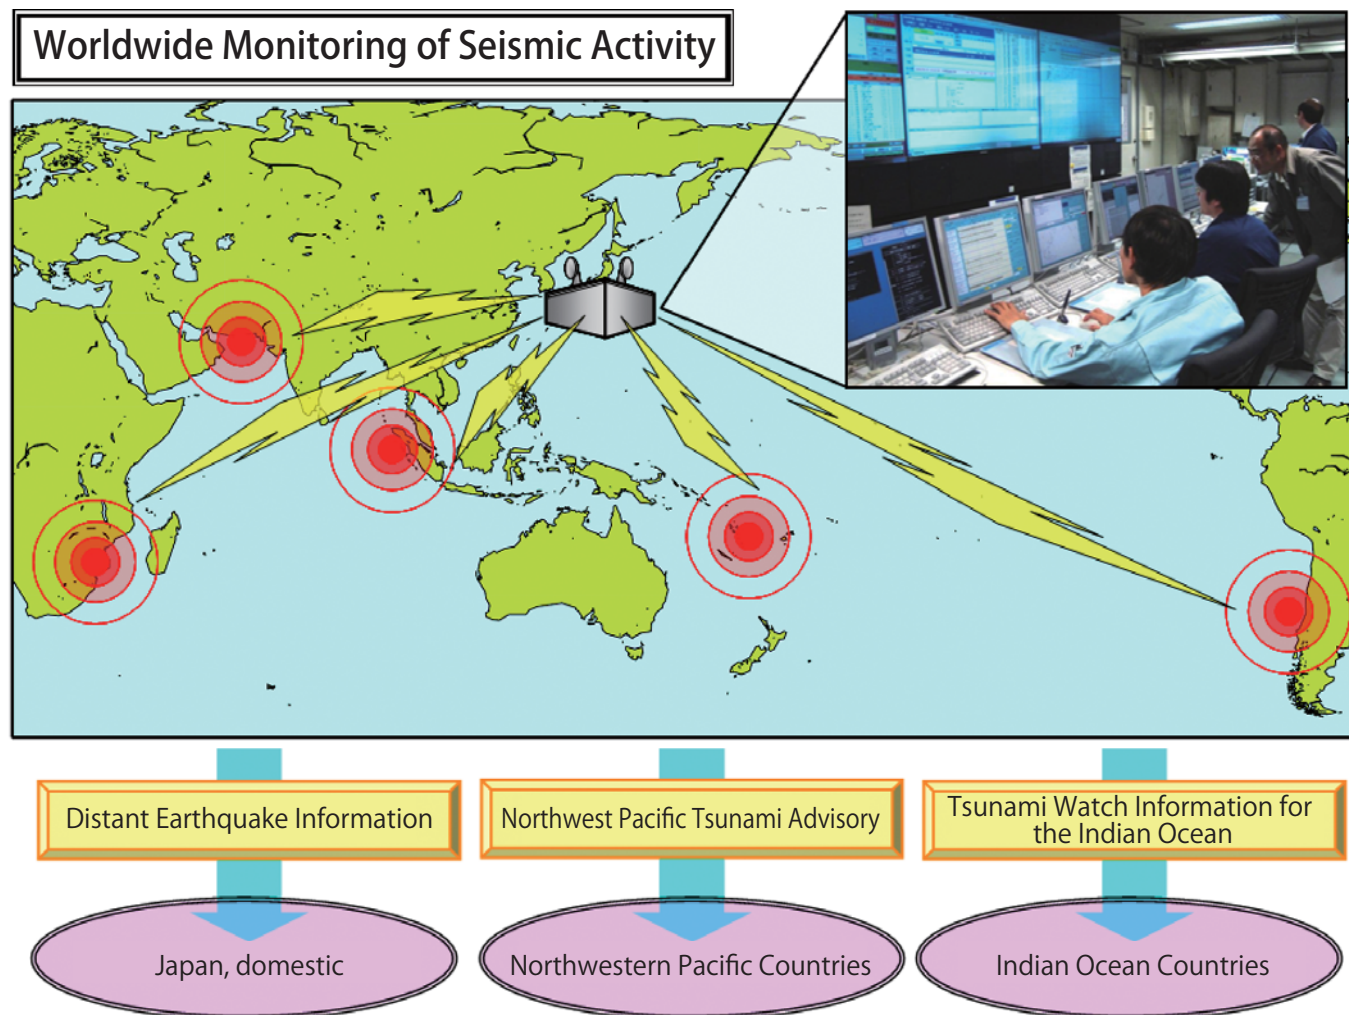 Worldwide Monitoring of Seismic Activity
Distant Earthquake Information
Northwest Pacific Tsunami Advisory
Tsunami Watch Information for
the Indian Ocean
Japan, domestic
Northwestern Pacific Countries
Indian Ocean Countries